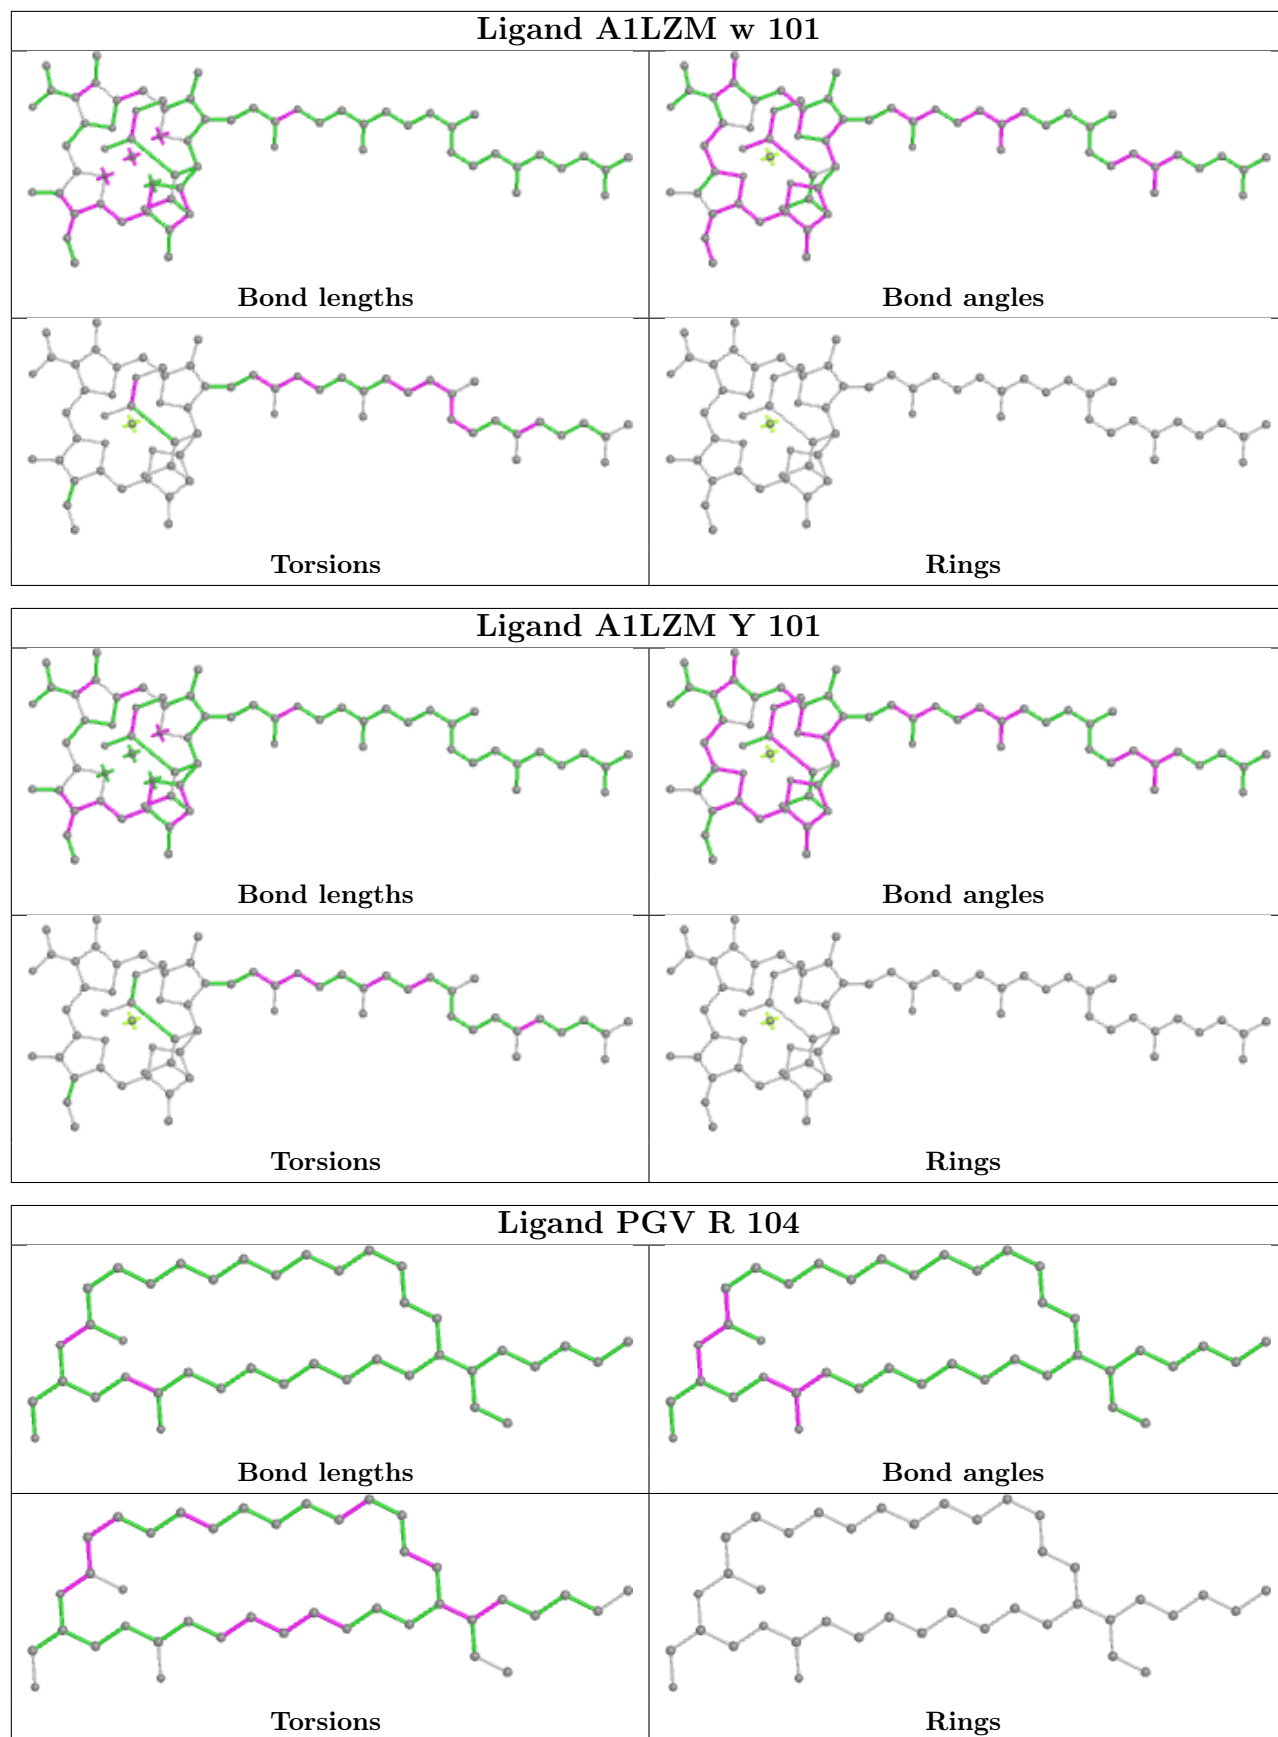 Ligand A1LZM w 101
Bond lengths
Bond angles
Torsions
Rings
Ligand A1LZM Y 101
Bond lengths
Bond angles
Torsions
Rings
Ligand PGV R 104
Bond lengths
Bond angles
Torsions
Rings